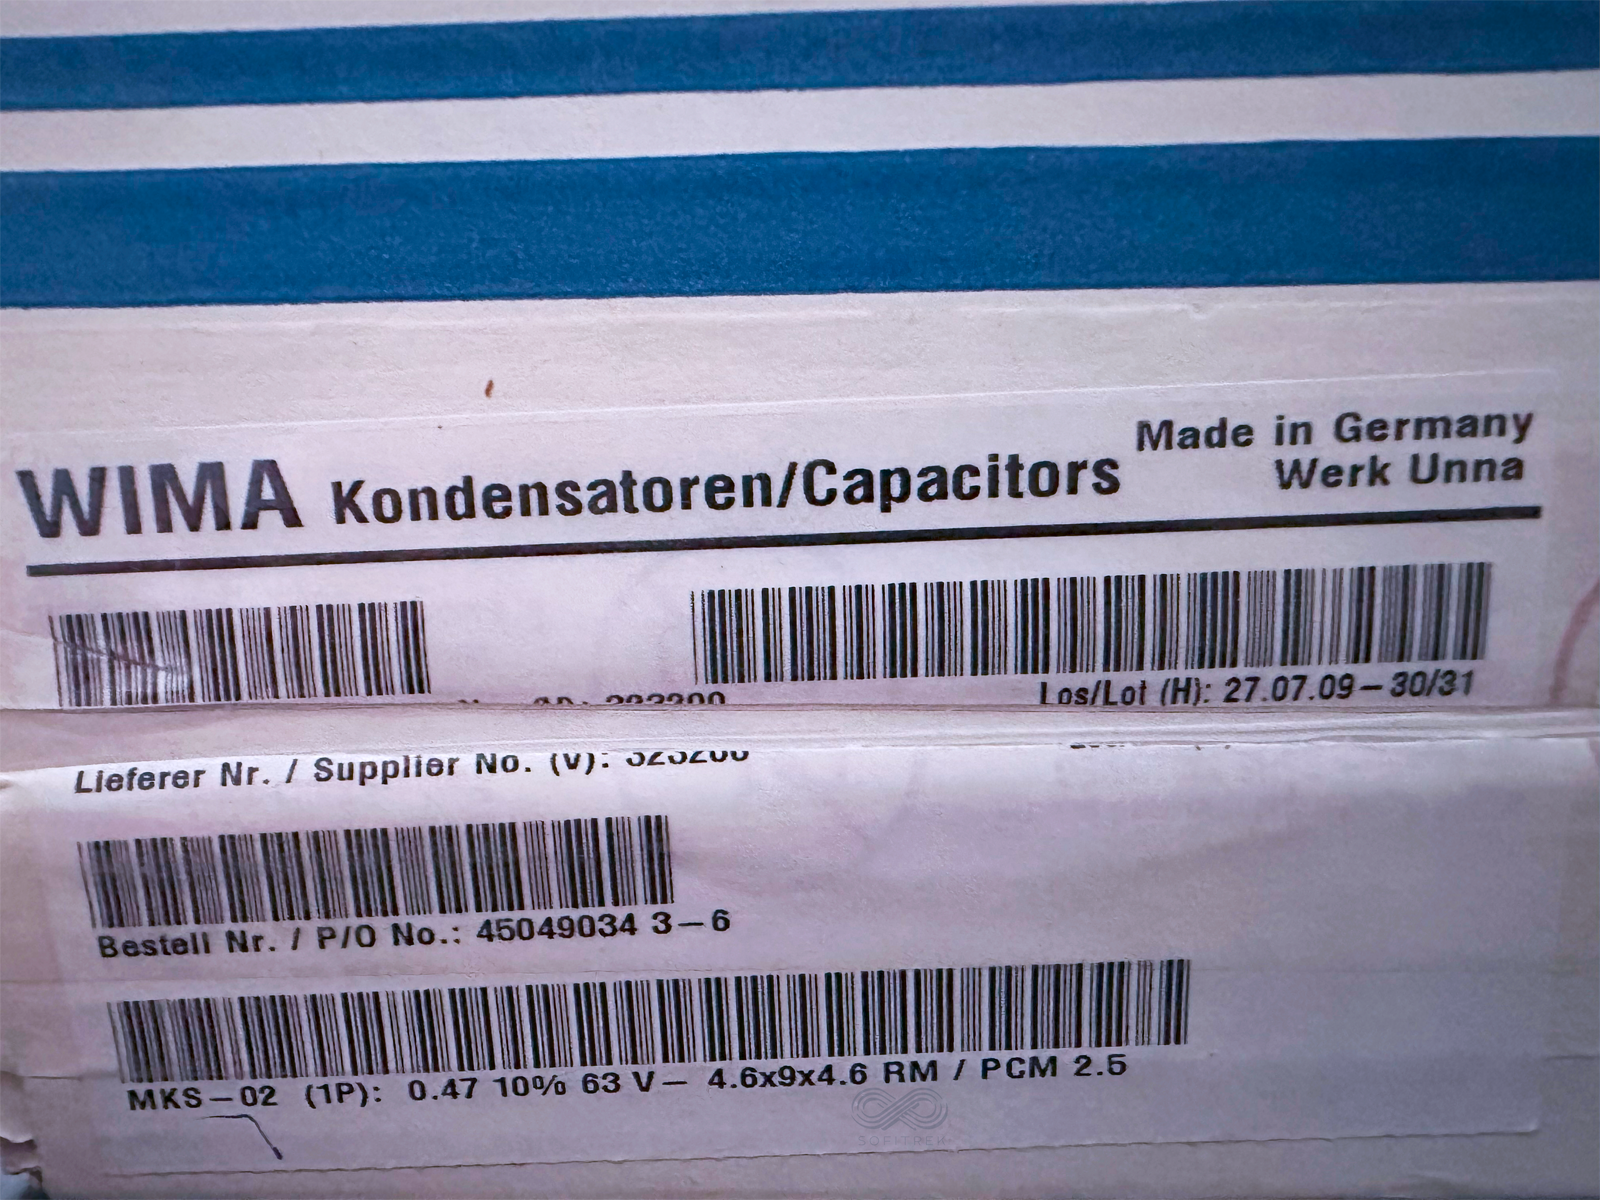 WIMA Kondensatoren/Capacitors
Made in Germany
Werk Unna
Los/Lot (H): 27.07.09 – 30/31
Lieferer Nr. / Supplier No. (V):
Bestell Nr. / P/O No.: 45049034 3–6
MKS–02 (1P): 0.47 10% 63 V– 4.6x9x4.6 RM / PCM 2.5
SOFITREK